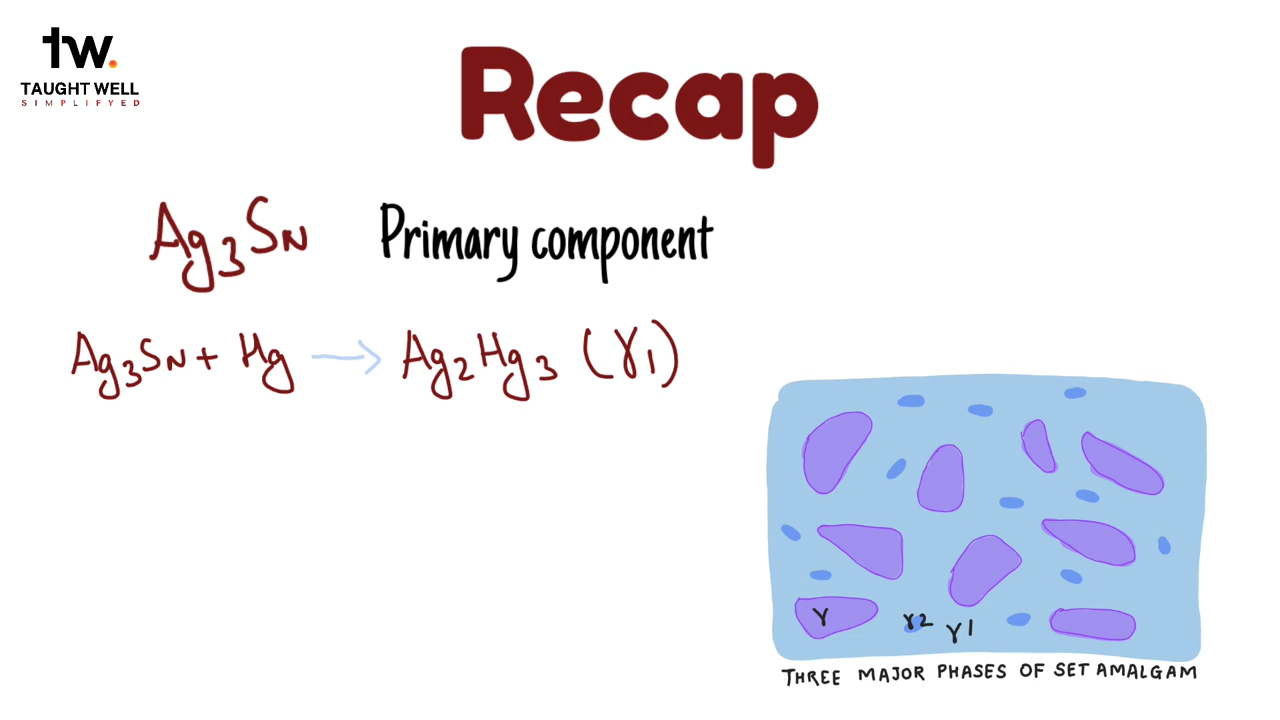 tw.
TAUGHT WELL
SIMPLIFYED
Recap
Ag₃Sn Primary component
Ag₃Sn + Hg → Ag₂Hg₃ (γ1)
γ
γ2
γ1
THREE MAJOR PHASES OF SET AMALGAM